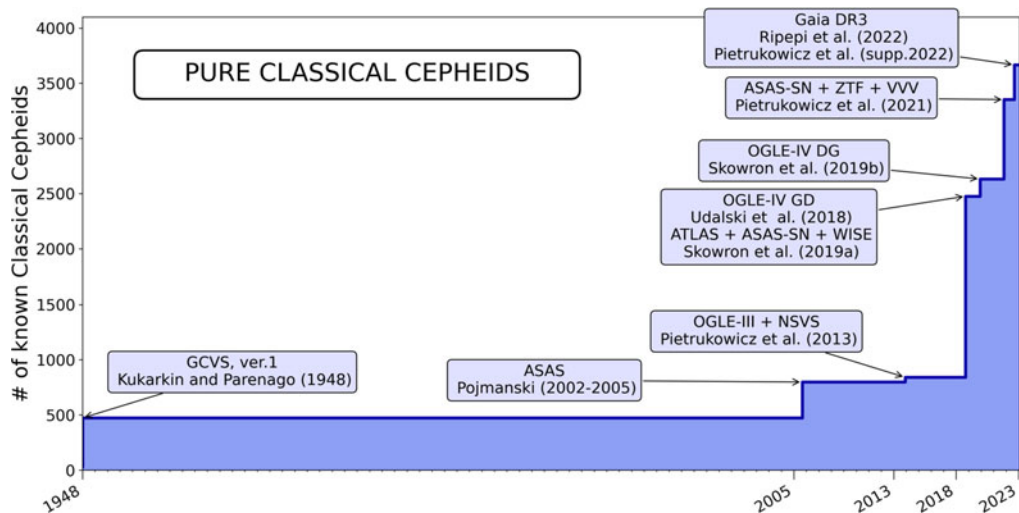 PURE CLASSICAL CEPHEIDS
Gaia DR3
Ripepi et al. (2022)
Pietrukowicz et al. (supp.2022)
ASAS-SN + ZTF + VVV
Pietrukowicz et al. (2021)
OGLE-IV DG
Skowron et al. (2019b)
OGLE-IV GD
Udalski et al. (2018)
ATLAS + ASAS-SN + WISE
Skowron et al. (2019a)
OGLE-III + NSVS
Pietrukowicz et al. (2013)
ASAS
Pojmanski (2002-2005)
GCVS, ver.1
Kukarkin and Parenago (1948)
# of known Classical Cepheids
4000
3500
3000
2500
2000
1500
1000
500
0
1948
2005
2013
2018
2023